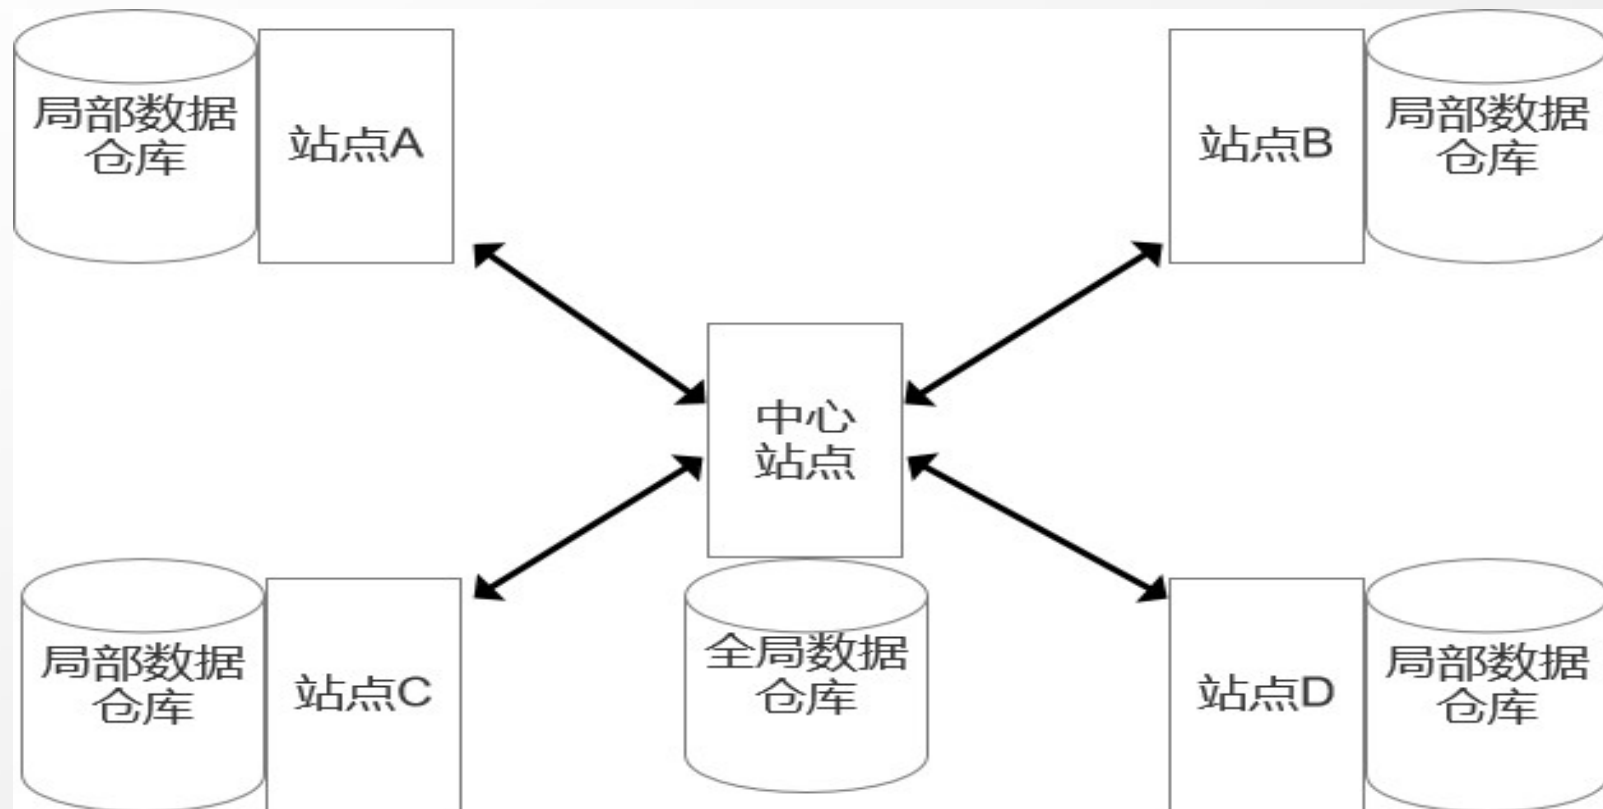 局部数据
仓库
站点A
站点B
局部数据
仓库
中心
站点
局部数据
仓库
站点C
全局数据
仓库
站点D
局部数据
仓库